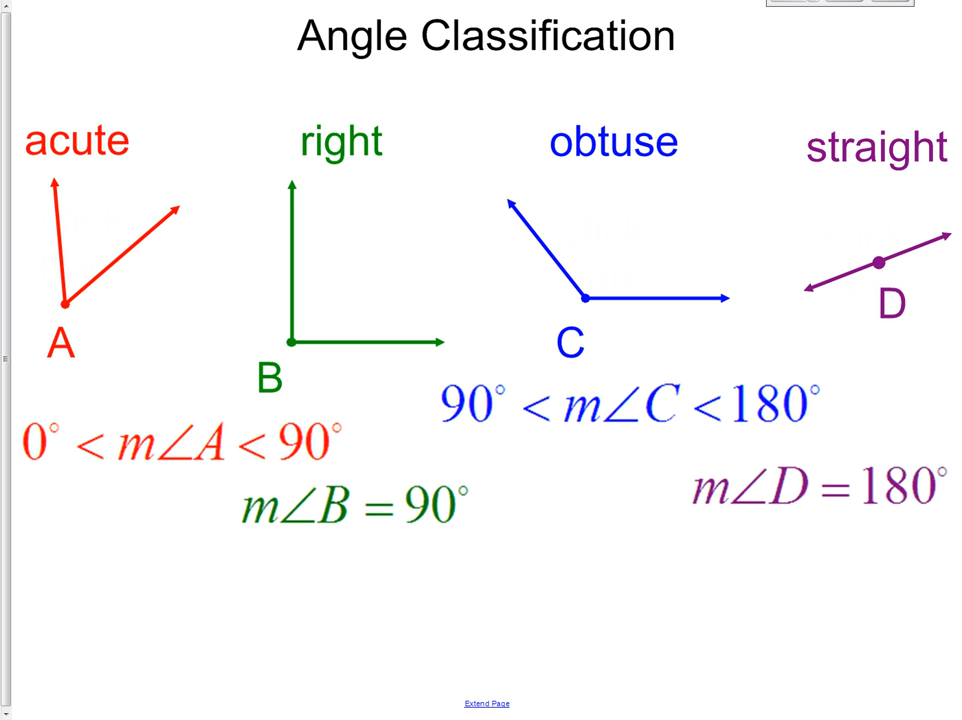 Angle Classification
acute
right
obtuse
straight
A
B
C
D
0° < m∠A < 90°
m∠B = 90°
90° < m∠C < 180°
m∠D = 180°
Extend Page